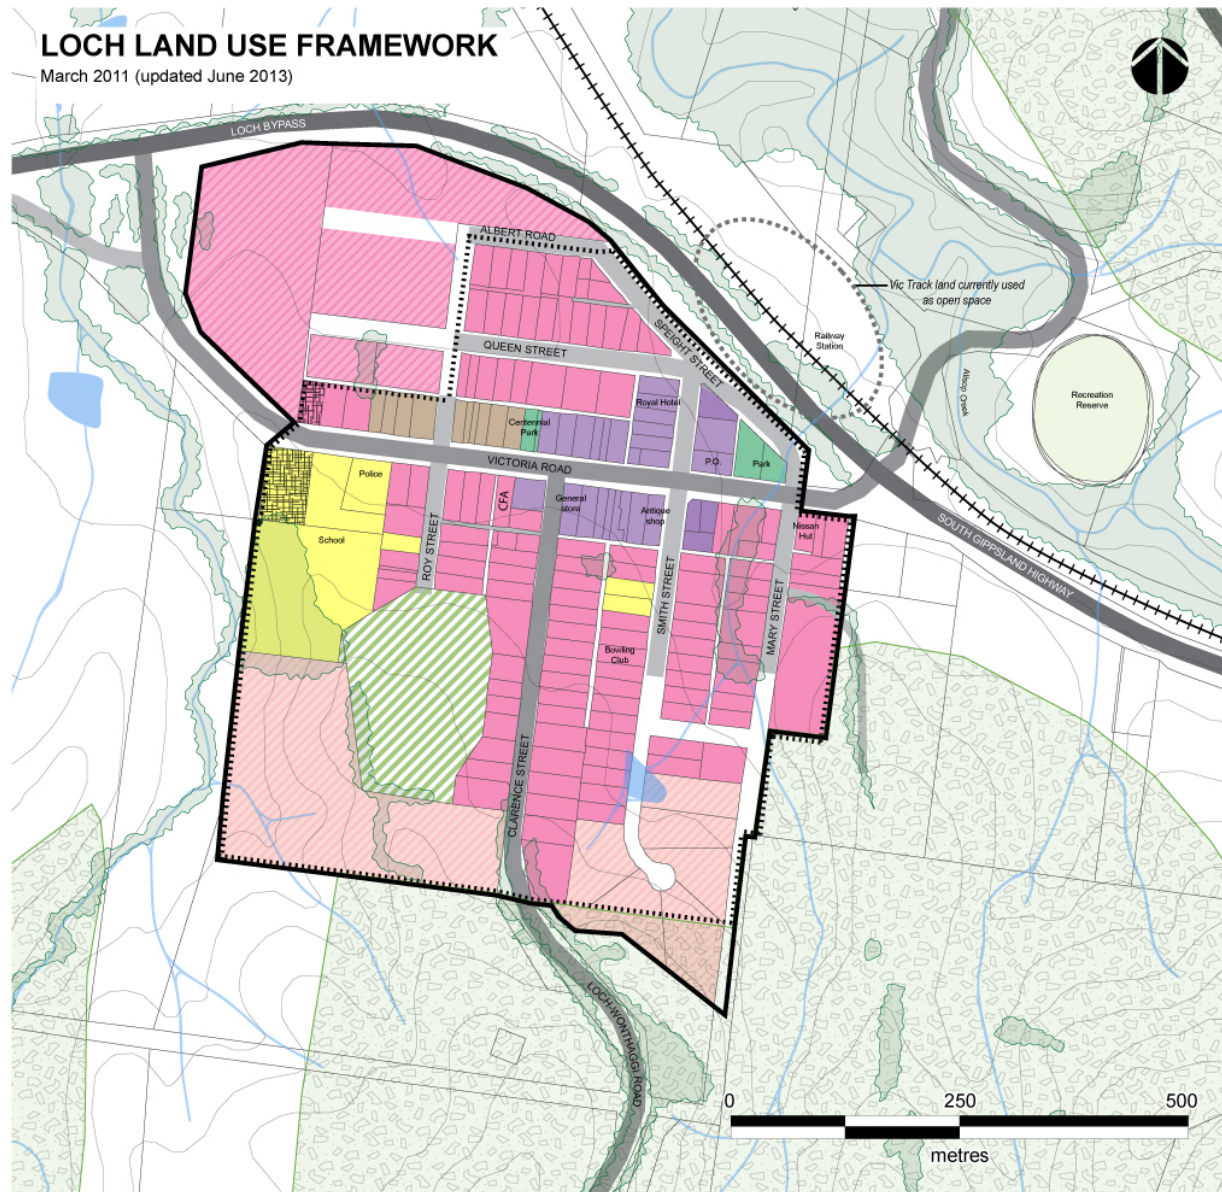 LOCH LAND USE FRAMEWORK
March 2011 (updated June 2013)
LOCH BYPASS
ALBERT ROAD
Vic Track land currently used
as open space
SPEIGHT STREET
Railway
Station
QUEEN STREET
Allsop Creek
Recreation
Reserve
Royal Hotel
Centennial
Park
P.O.
Park
VICTORIA ROAD
Police
CFA
General
store
Antique
shop
Nissan
Hut
SOUTH GIPPSLAND HIGHWAY
School
ROY STREET
SMITH STREET
MARY STREET
Bowling
Club
CLARENCE STREET
LOCH-WONTHAGGI ROAD
0 250 500
metres